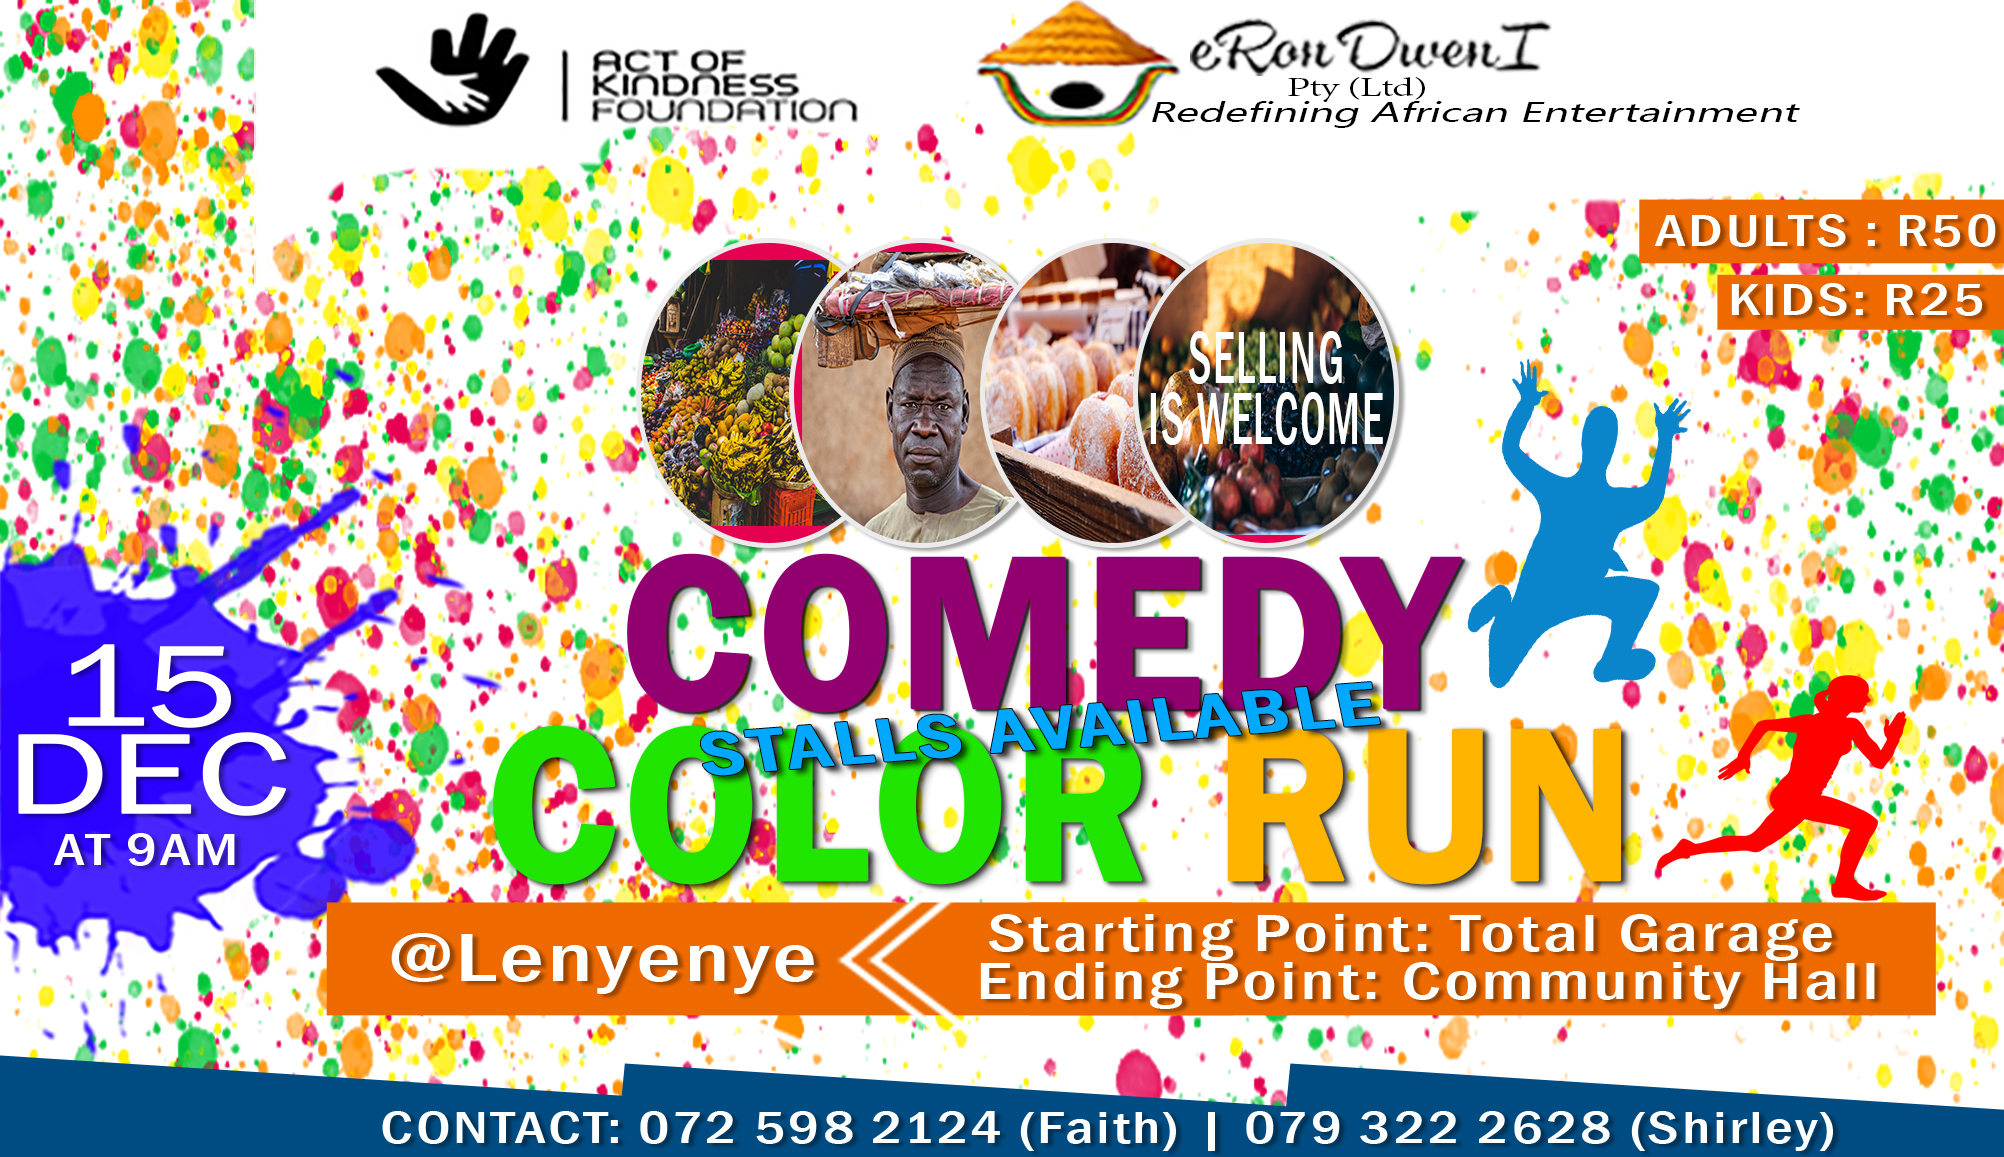 ACT OF
KINDNESS
FOUNDATION
eRon DwenI
Pty (Ltd)
Redefining African Entertainment
ADULTS : R50
KIDS: R25
SELLING
IS WELCOME
COMEDY
STALLS AVAILABLE
COLOR RUN
15
DEC
AT 9AM
@Lenyenye
Starting Point: Total Garage
Ending Point: Community Hall
CONTACT: 072 598 2124 (Faith) | 079 322 2628 (Shirley)